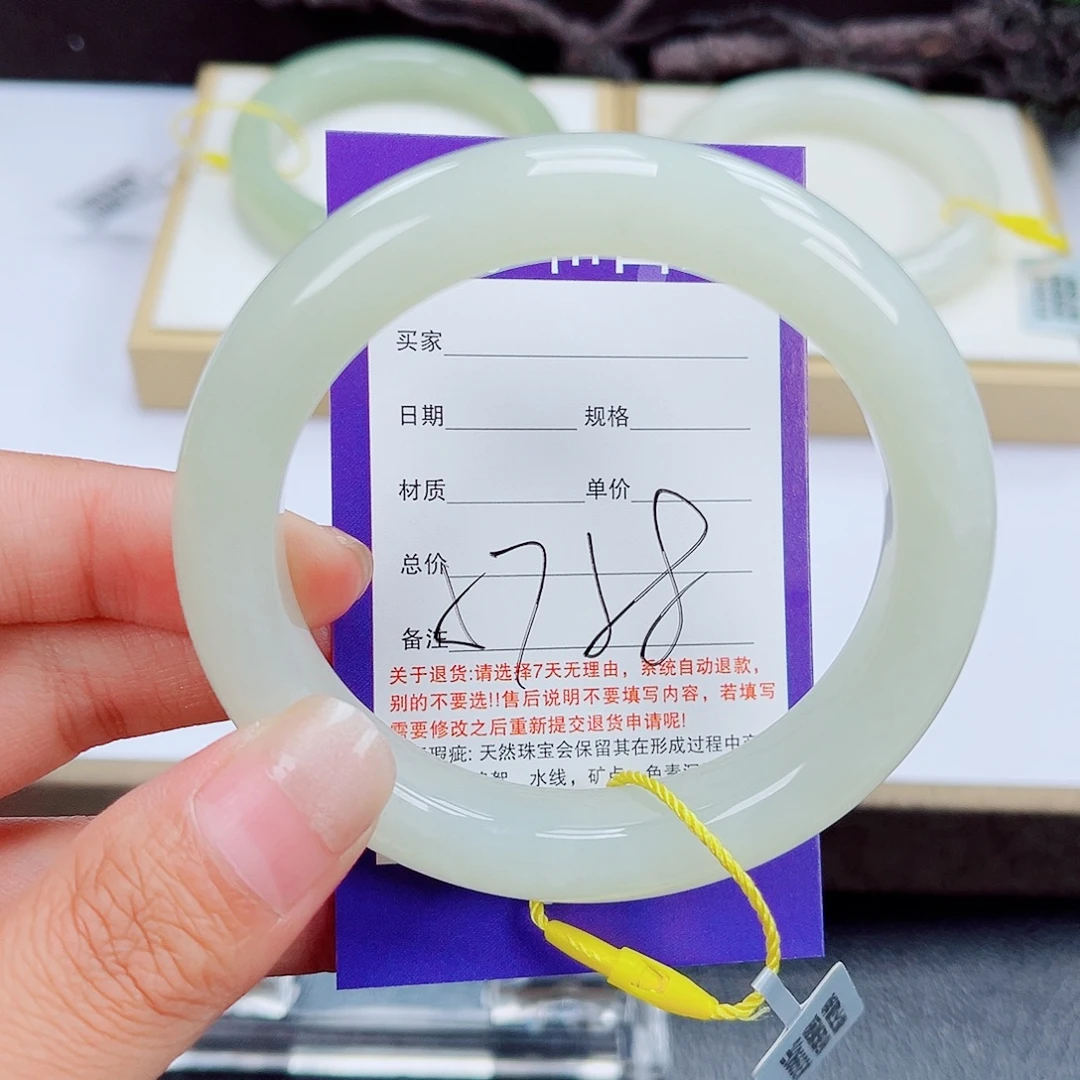 买家
日期 规格
材质 单价
总价
备注
关于退货:请选择7天无理由，系统自动退款，
别的不要选!!售后说明不要填写内容，若填写
需要修改之后重新提交退货申请呢!
瑕疵: 天然珠宝会保留其在形成过程中
水线，矿点